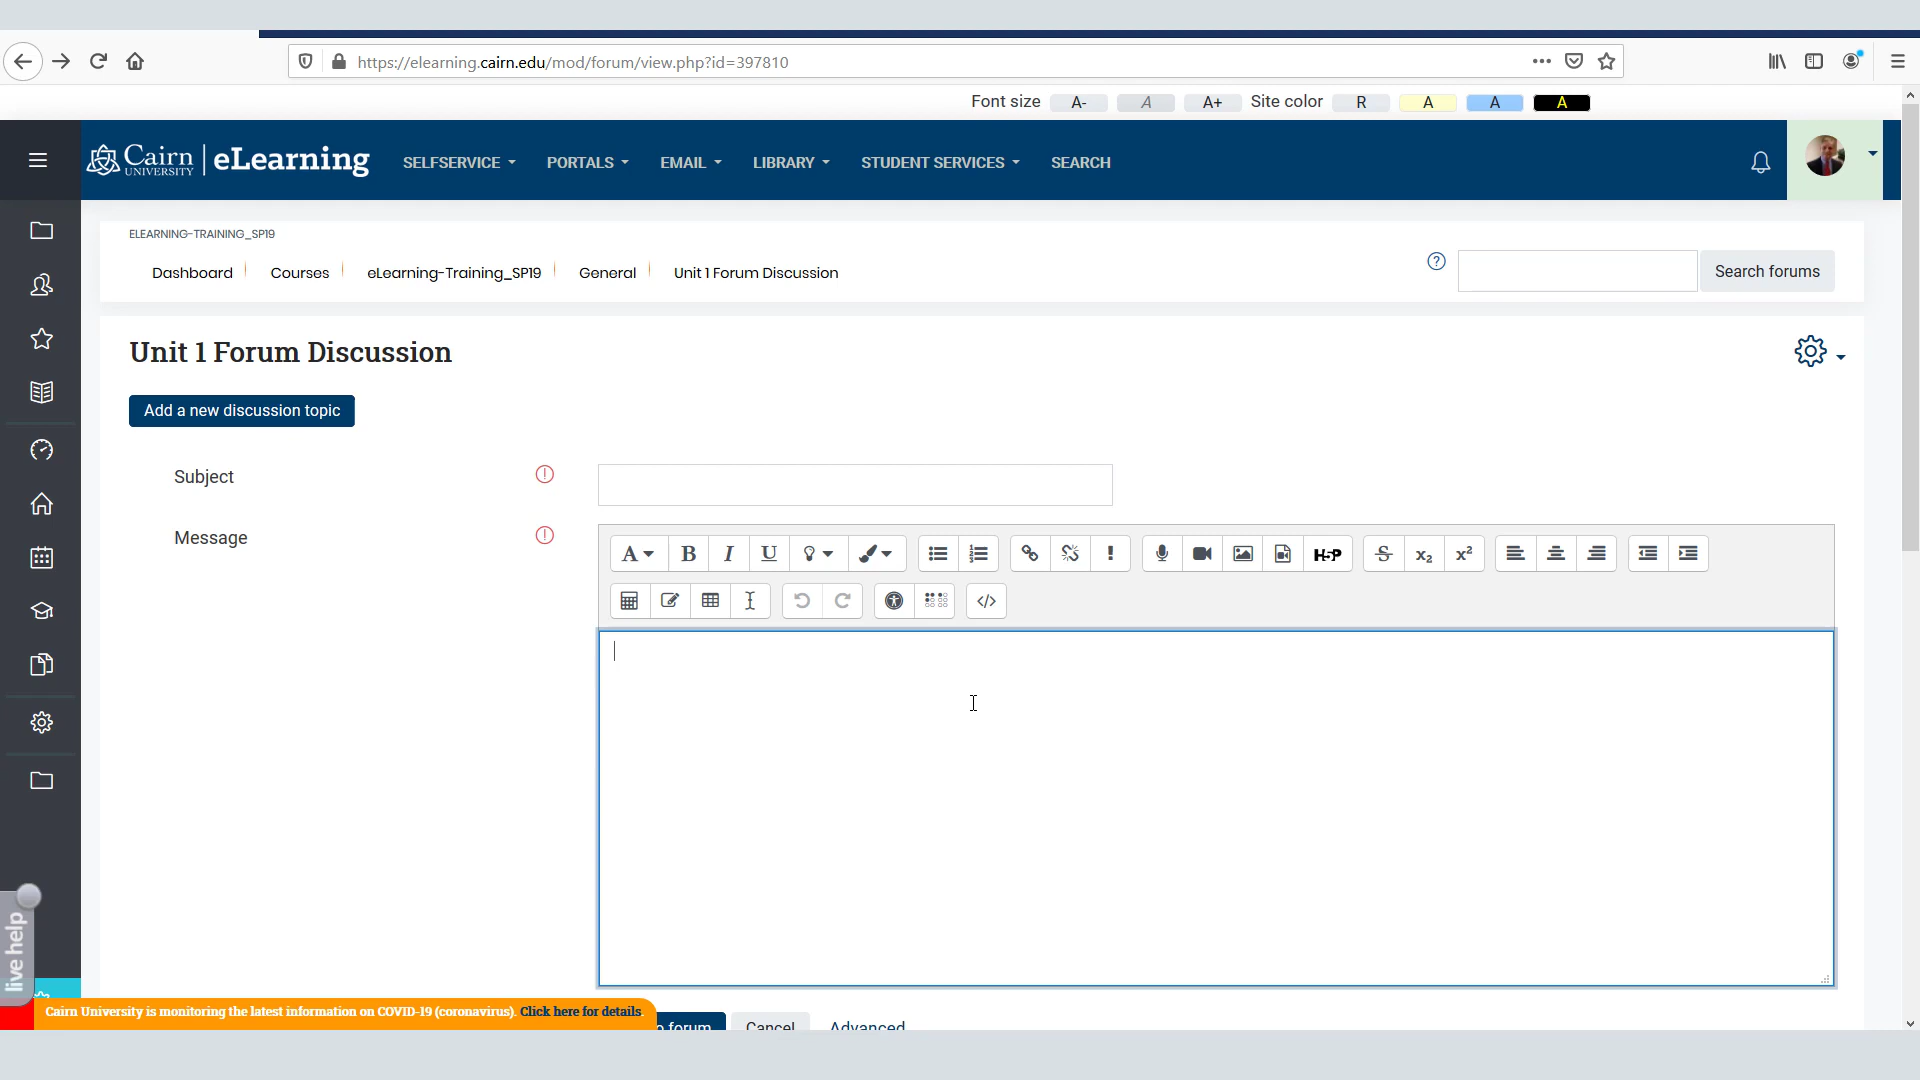 https://elearning.cairn.edu/mod/forum/view.php?id=397810
Font size A- A A+ Site color R A A A
Cairn UNIVERSITY | eLearning SELFSERVICE PORTALS EMAIL LIBRARY STUDENT SERVICES SEARCH
ELEARNING-TRAINING_SP19
Dashboard Courses eLearning-Training_SP19 General Unit 1 Forum Discussion
Search forums
Unit 1 Forum Discussion
Add a new discussion topic
Subject
Message
A B I U H5P S x₂ x²
live help
Cairn University is monitoring the latest information on COVID-19 (coronavirus). Click here for details.
forum Cancel Advanced